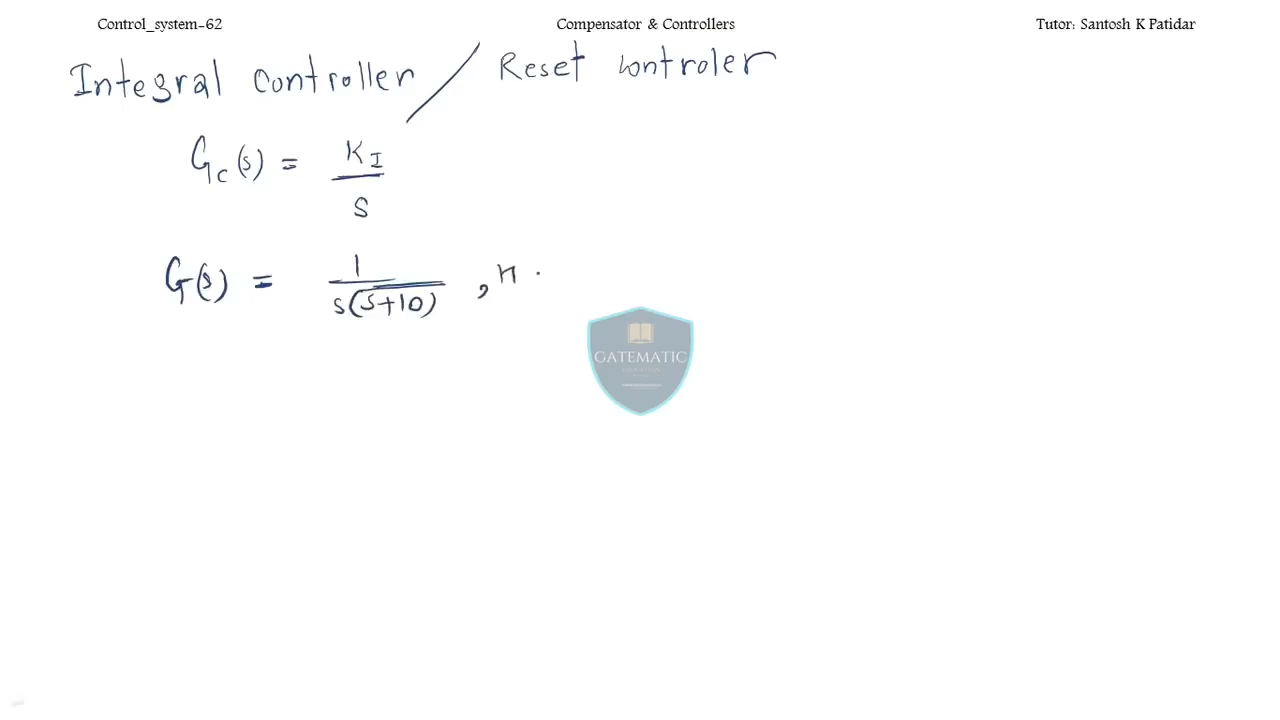 Control_system-62 Compensator & Controllers Tutor: Santosh K Patidar
Integral Controller / Reset Controler
Gc(s) = KI / s
G(s) = 1 / s(s+10) , H
GATEMATIC